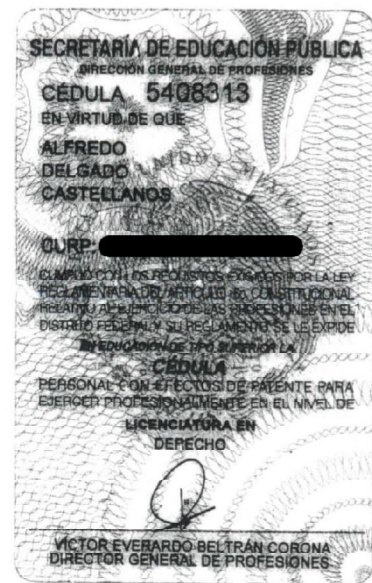 SECRETARÍA DE EDUCACIÓN PÚBLICA
DIRECCIÓN GENERAL DE PROFESIONES
CÉDULA 5408313
EN VIRTUD DE QUE
ALFREDO
DELGADO
CASTELLANOS
CURP:
CUMPLIÓ CON LOS REQUISITOS EXIGIDOS POR LA LEY
REGLAMENTARIA DEL ARTÍCULO 5o. CONSTITUCIONAL
RELATIVO AL EJERCICIO DE LAS PROFESIONES EN EL
DISTRITO FEDERAL Y SU REGLAMENTO SE LE EXPIDE
EN EDUCACIÓN DE TIPO SUPERIOR LA
CÉDULA
PERSONAL CON EFECTOS DE PATENTE PARA
EJERCER PROFESIONALMENTE EN EL NIVEL DE
LICENCIATURA EN
DERECHO
VÍCTOR EVERARDO BELTRÁN CORONA
DIRECTOR GENERAL DE PROFESIONES